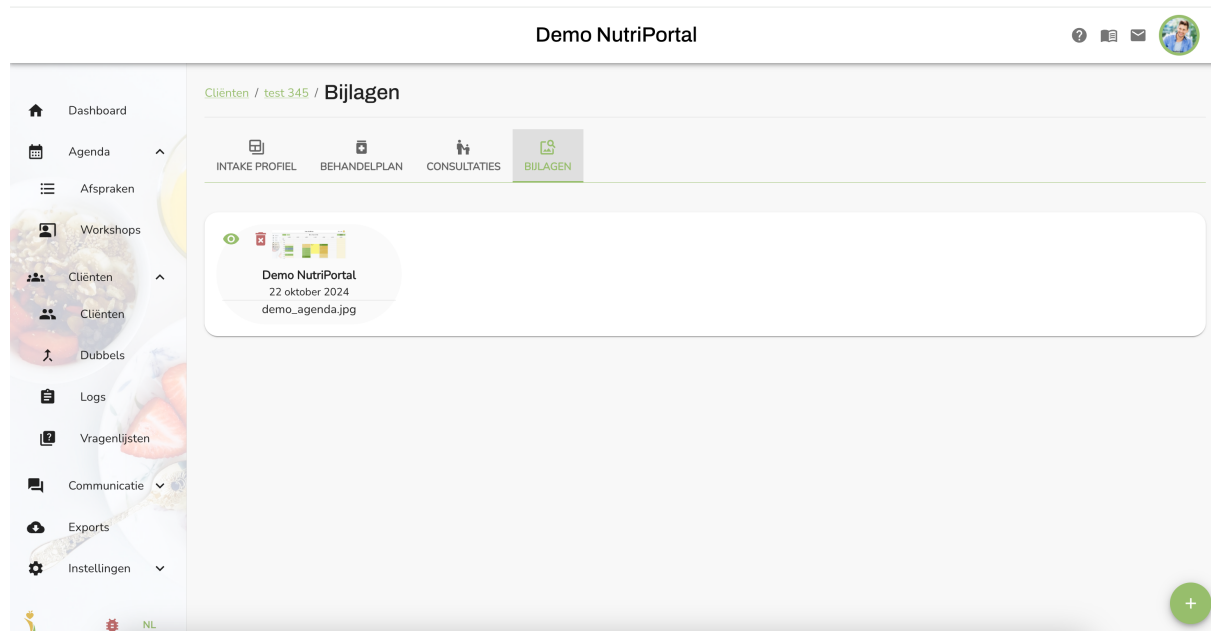 Demo NutriPortal
Cliënten / test 345 / Bijlagen
Dashboard
Agenda
Afspraken
Workshops
Cliënten
Cliënten
Dubbels
Logs
Vragenlijsten
Communicatie
Exports
Instellingen
NL
INTAKE PROFIEL BEHANDELPLAN CONSULTATIES BIJLAGEN
Demo NutriPortal
22 oktober 2024
demo_agenda.jpg